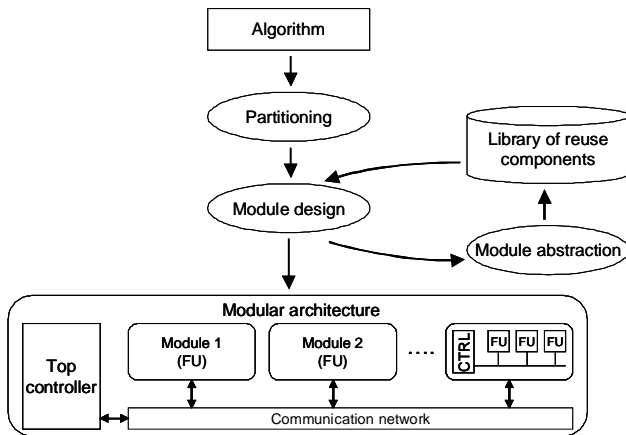 Algorithm
Partitioning
Library of reuse
components
Module design
Module abstraction
Modular architecture
Top
controller
Module 1
(FU)
Module 2
(FU)
....
CTRL
FU
FU
FU
Communication network